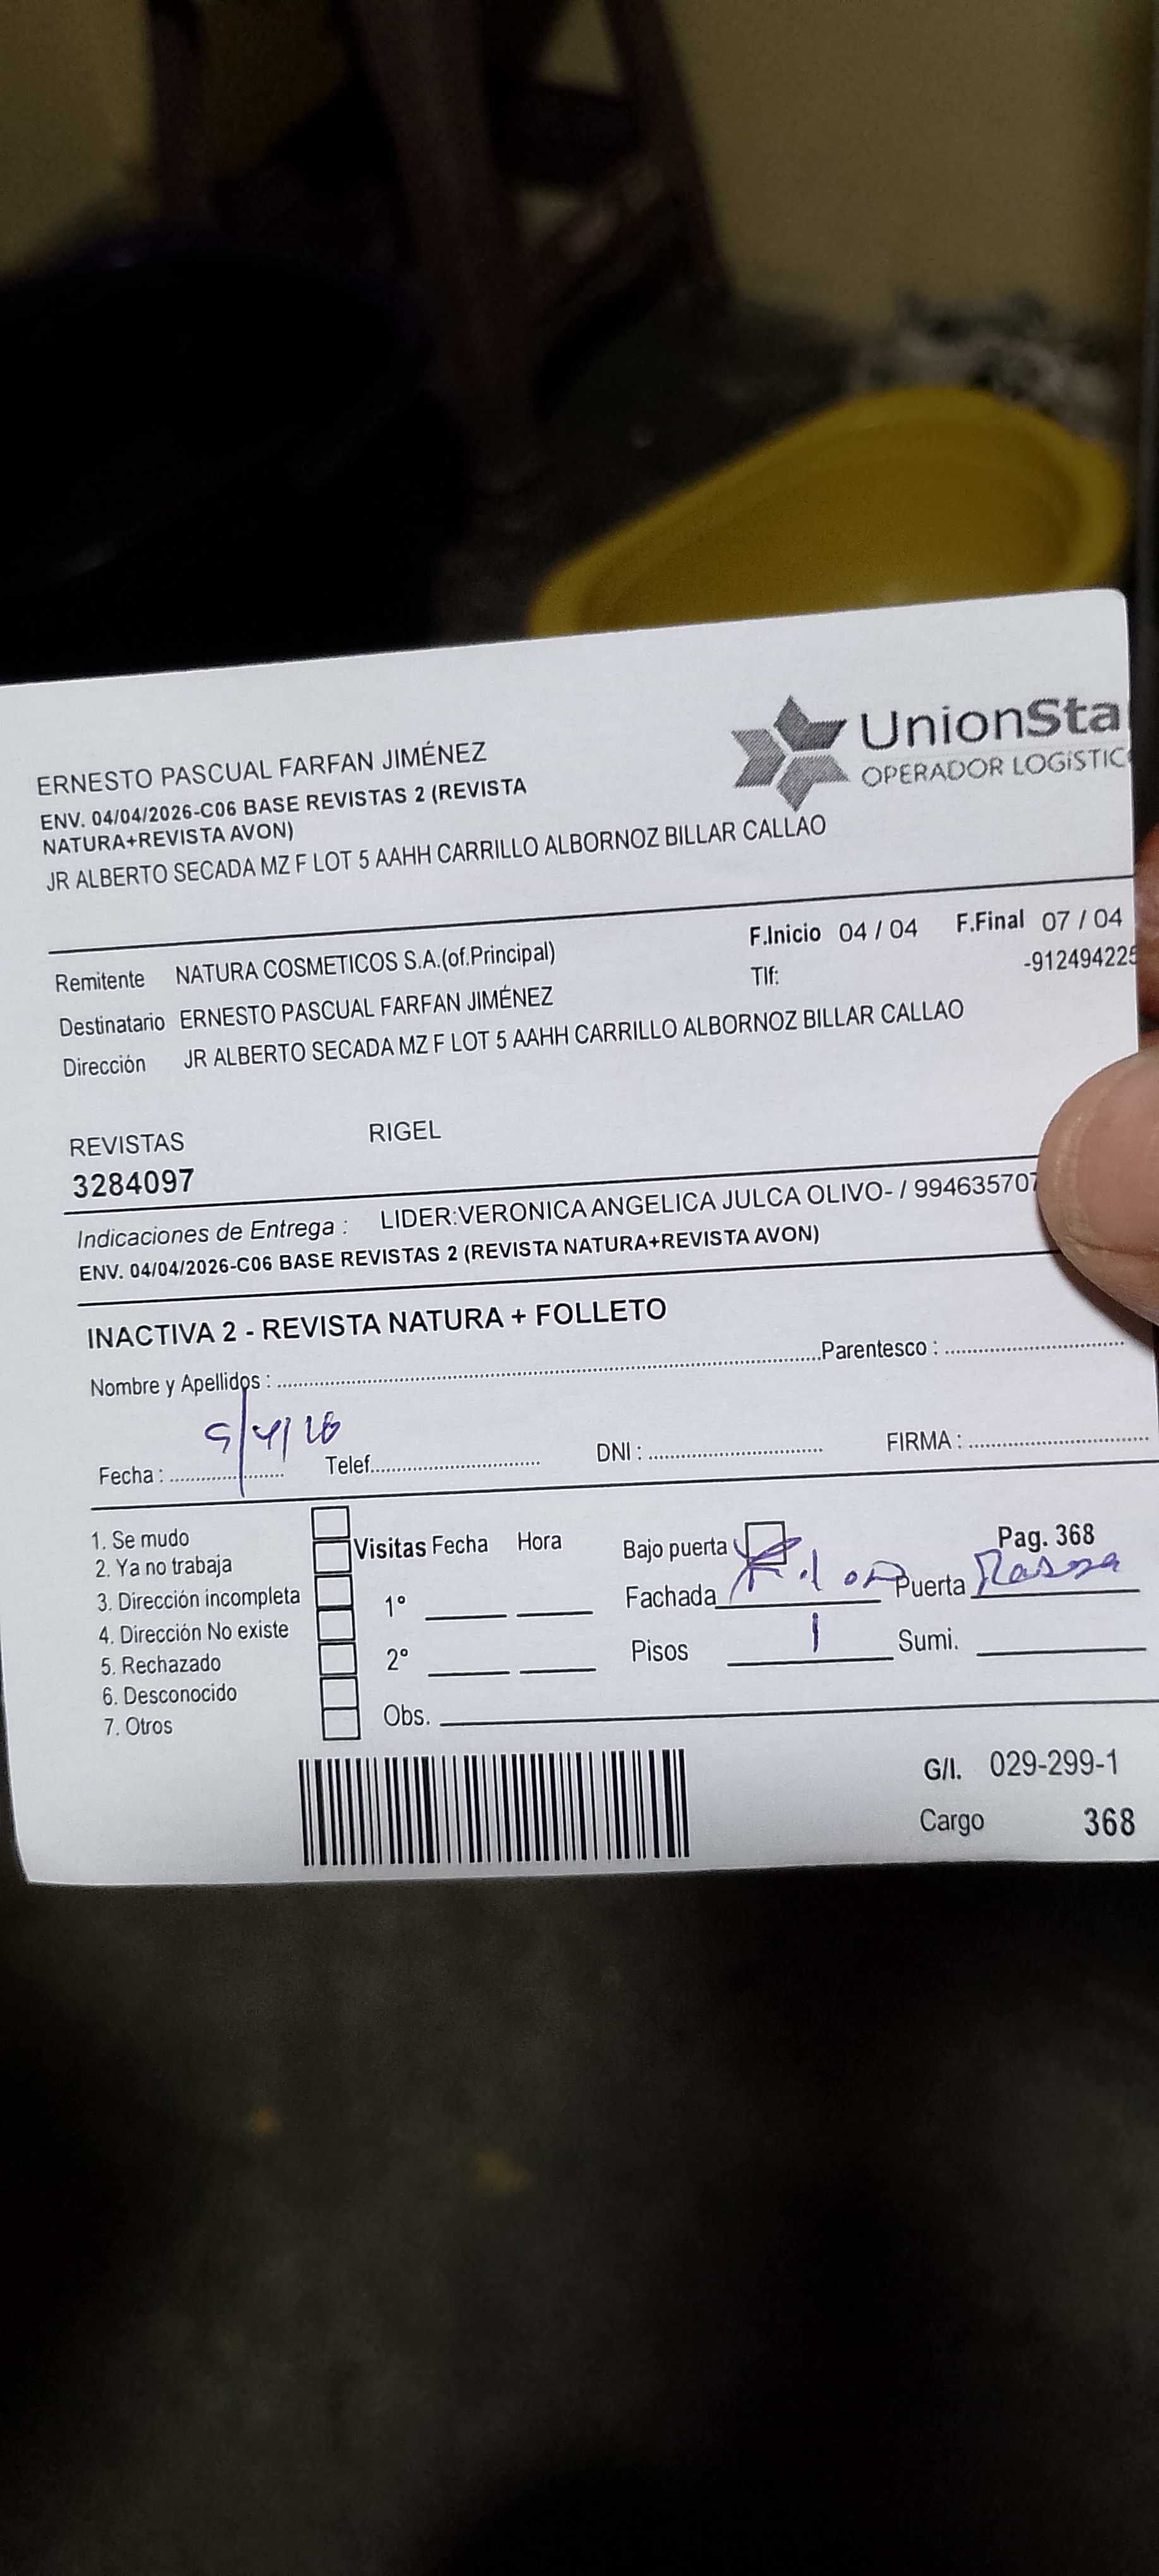 UnionSta
OPERADOR LOGíSTIC
ERNESTO PASCUAL FARFAN JIMÉNEZ
ENV. 04/04/2026-C06 BASE REVISTAS 2 (REVISTA
NATURA+REVISTA AVON)
JR ALBERTO SECADA MZ F LOT 5 AAHH CARRILLO ALBORNOZ BILLAR CALLAO
Remitente NATURA COSMETICOS S.A.(of.Principal) F.Inicio 04 / 04 F.Final 07 / 04
Destinatario ERNESTO PASCUAL FARFAN JIMÉNEZ Tlf: -912494225
Dirección JR ALBERTO SECADA MZ F LOT 5 AAHH CARRILLO ALBORNOZ BILLAR CALLAO
REVISTAS RIGEL
3284097
Indicaciones de Entrega : LIDER:VERONICA ANGELICA JULCA OLIVO- / 994635707
ENV. 04/04/2026-C06 BASE REVISTAS 2 (REVISTA NATURA+REVISTA AVON)
INACTIVA 2 - REVISTA NATURA + FOLLETO
Nombre y Apellidos : Parentesco :
Fecha : Telef. DNI : FIRMA :
1. Se mudo
2. Ya no trabaja
3. Dirección incompleta
4. Dirección No existe
5. Rechazado
6. Desconocido
7. Otros
Visitas Fecha Hora
1°
2°
Obs.
Bajo puerta Pag. 368
Fachada Puerta
Pisos 1 Sumi.
G/I. 029-299-1
Cargo 368